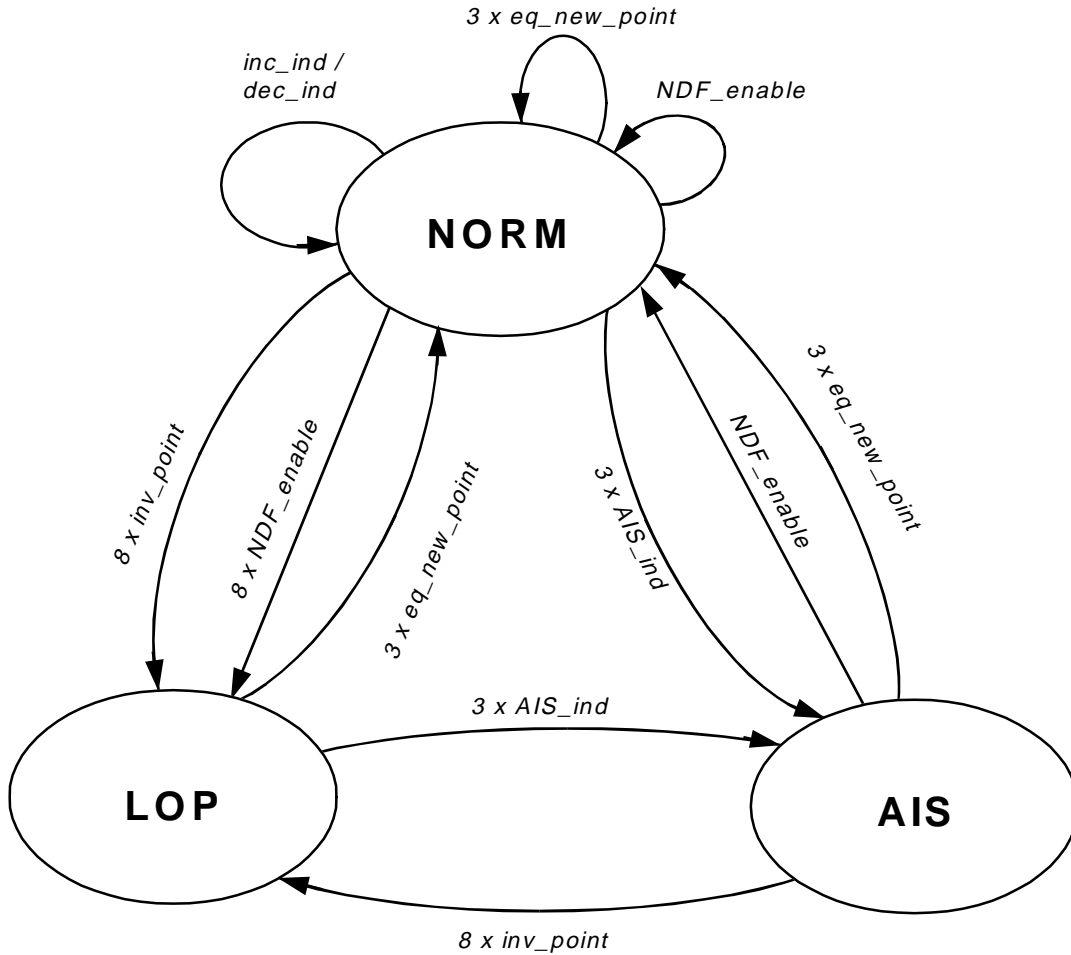 3 x eq_new_point
inc_ind /
dec_ind
NDF_enable
NORM
8 x inv_point
8 x NDF_enable
3 x eq_new_point
3 x AIS_ind
NDF_enable
3 x eq_new_point
3 x AIS_ind
LOP
AIS
8 x inv_point